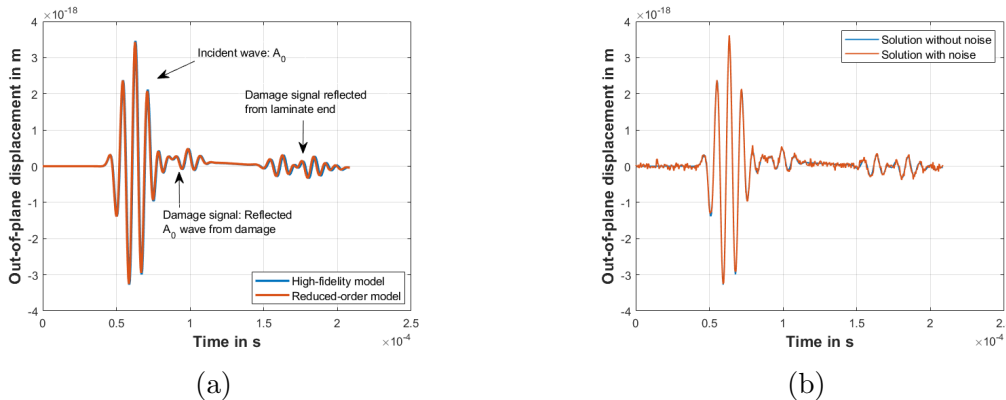 ×10⁻¹⁸
4
3
2
1
0
-1
-2
-3
-4
Out-of-plane displacement in m
Incident wave: A₀
Damage signal reflected
from laminate end
Damage signal: Reflected
A₀ wave from damage
High-fidelity model
Reduced-order model
0 0.5 1 1.5 2 2.5
Time in s
×10⁻⁴
(a)
×10⁻¹⁸
4
3
2
1
0
-1
-2
-3
-4
Out-of-plane displacement in m
Solution without noise
Solution with noise
0 0.5 1 1.5 2 2.5
Time in s
×10⁻⁴
(b)